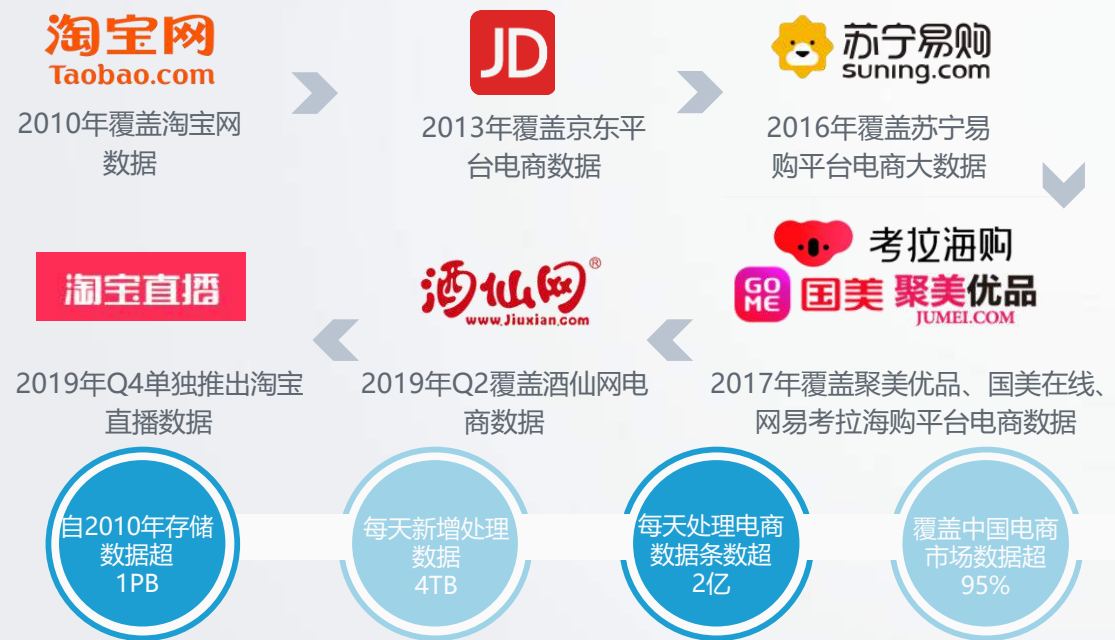 淘宝网
Taobao.com
2010年覆盖淘宝网
数据
JD
2013年覆盖京东平
台电商数据
苏宁易购
suning.com
2016年覆盖苏宁易
购平台电商大数据
考拉海购
GO
ME
国美
聚美优品
JUMEI.COM
2017年覆盖聚美优品、国美在线、
网易考拉海购平台电商数据
酒仙网®
www.Jiuxian.com
2019年Q2覆盖酒仙网电
商数据
淘宝直播
2019年Q4单独推出淘宝
直播数据
自2010年存储
数据超
1PB
每天新增处理
数据
4TB
每天处理电商
数据条数超
2亿
覆盖中国电商
市场数据超
95%